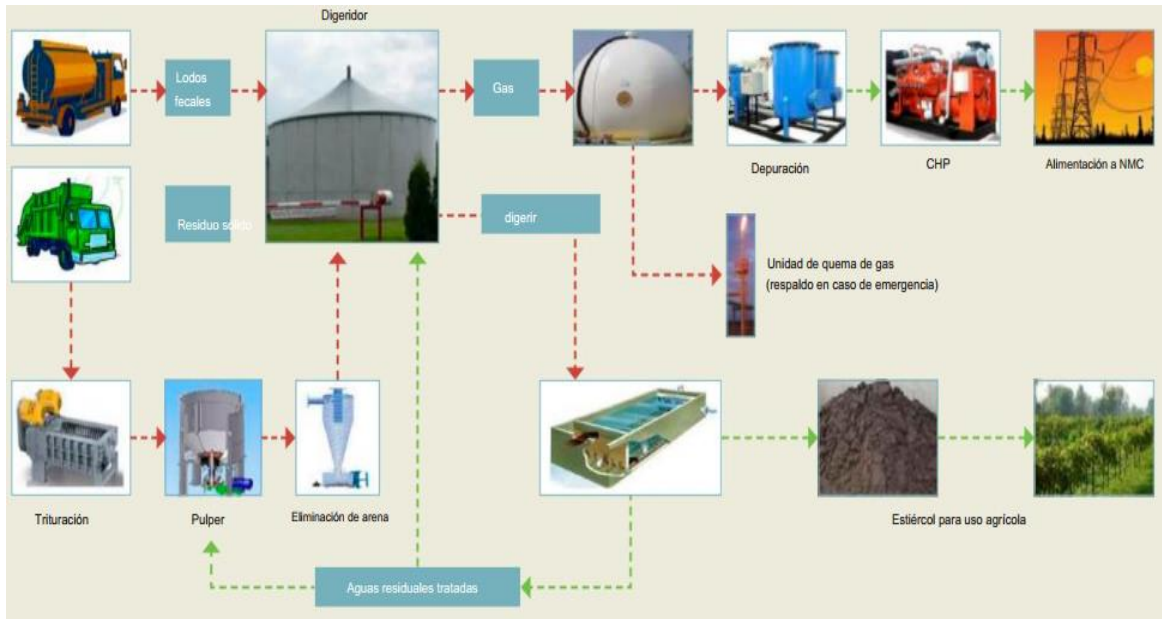 Digeridor
Lodos
fecales
Gas
Depuración
CHP
Alimentación a NMC
Residuo sólido
digerir
Unidad de quema de gas
(respaldo en caso de emergencia)
Trituración
Pulper
Eliminación de arena
Estiércol para uso agrícola
Aguas residuales tratadas